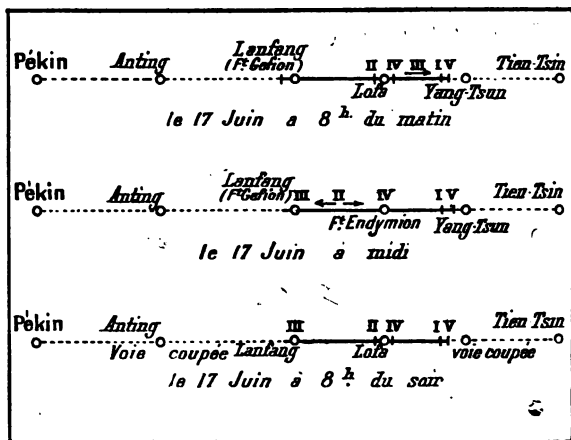 Pékin Anting Lanfang Tien-Tsin
(Ft Gefion) II IV III I V
Lofa Yang-Tsun
le 17 Juin a 8 h. du matin
Pékin Anting Lanfang Tien-Tsin
(Ft Gefion) III II IV I V
Ft Endymion Yang-Tsun
le 17 Juin à midi
Pékin Anting III II IV I V Tien Tsin
Voie coupée Lanfang Lofa voie coupée
le 17 Juin à 8 h. du soir